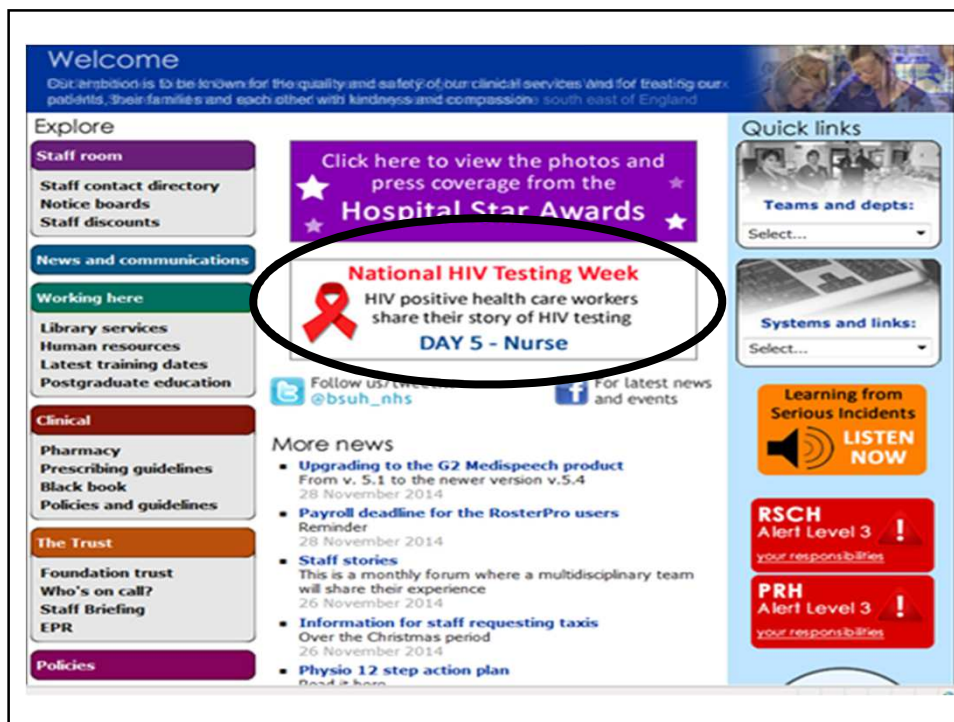 Welcome
Our ambition is to be known for the quality and safety of our clinical services and for treating our
patients, their families and each other with kindness and compassion south east of England
Explore
Staff room
Staff contact directory
Notice boards
Staff discounts
News and communications
Working here
Library services
Human resources
Latest training dates
Postgraduate education
Clinical
Pharmacy
Prescribing guidelines
Black book
Policies and guidelines
The Trust
Foundation trust
Who's on call?
Staff Briefing
EPR
Policies
Click here to view the photos and
press coverage from the
Hospital Star Awards
National HIV Testing Week
HIV positive health care workers
share their story of HIV testing
DAY 5 - Nurse
Follow us/
@bsuh_nhs
For latest news
and events
More news
Upgrading to the G2 Medispeech product
From v. 5.1 to the newer version v.5.4
28 November 2014
Payroll deadline for the RosterPro users
Reminder
28 November 2014
Staff stories
This is a monthly forum where a multidisciplinary team
will share their experience
26 November 2014
Information for staff requesting taxis
Over the Christmas period
26 November 2014
Physio 12 step action plan
Read it here
Quick links
Teams and depts:
Select...
Systems and links:
Select...
Learning from
Serious Incidents
LISTEN
NOW
RSCH
Alert Level 3
!
your responsibilities
PRH
Alert Level 3
!
your responsibilities